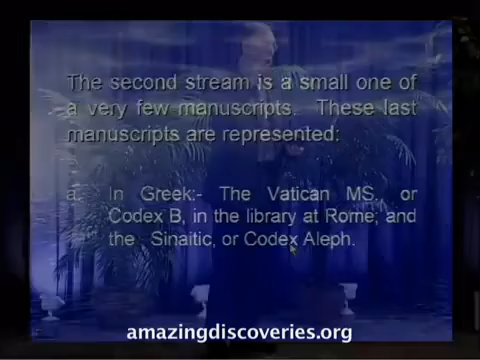 The second stream is a small one of
a very few manuscripts. These last
manuscripts are represented:
a. In Greek:- The Vatican MS. or
Codex B, in the library at Rome; and
the , Sinaitic, or Codex Aleph.
amazingdiscoveries.org